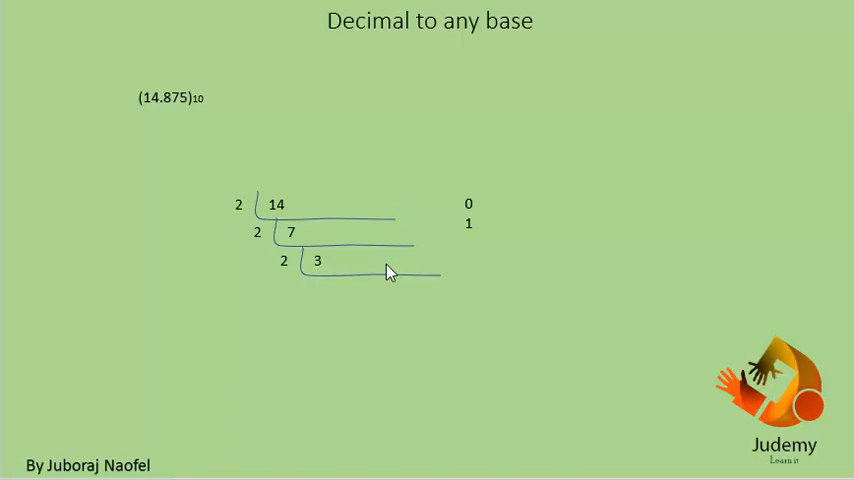 Decimal to any base
(14.875)10
2 14 0
1
2 7
2 3
Judemy
Learn it
By Juboraj Naofel